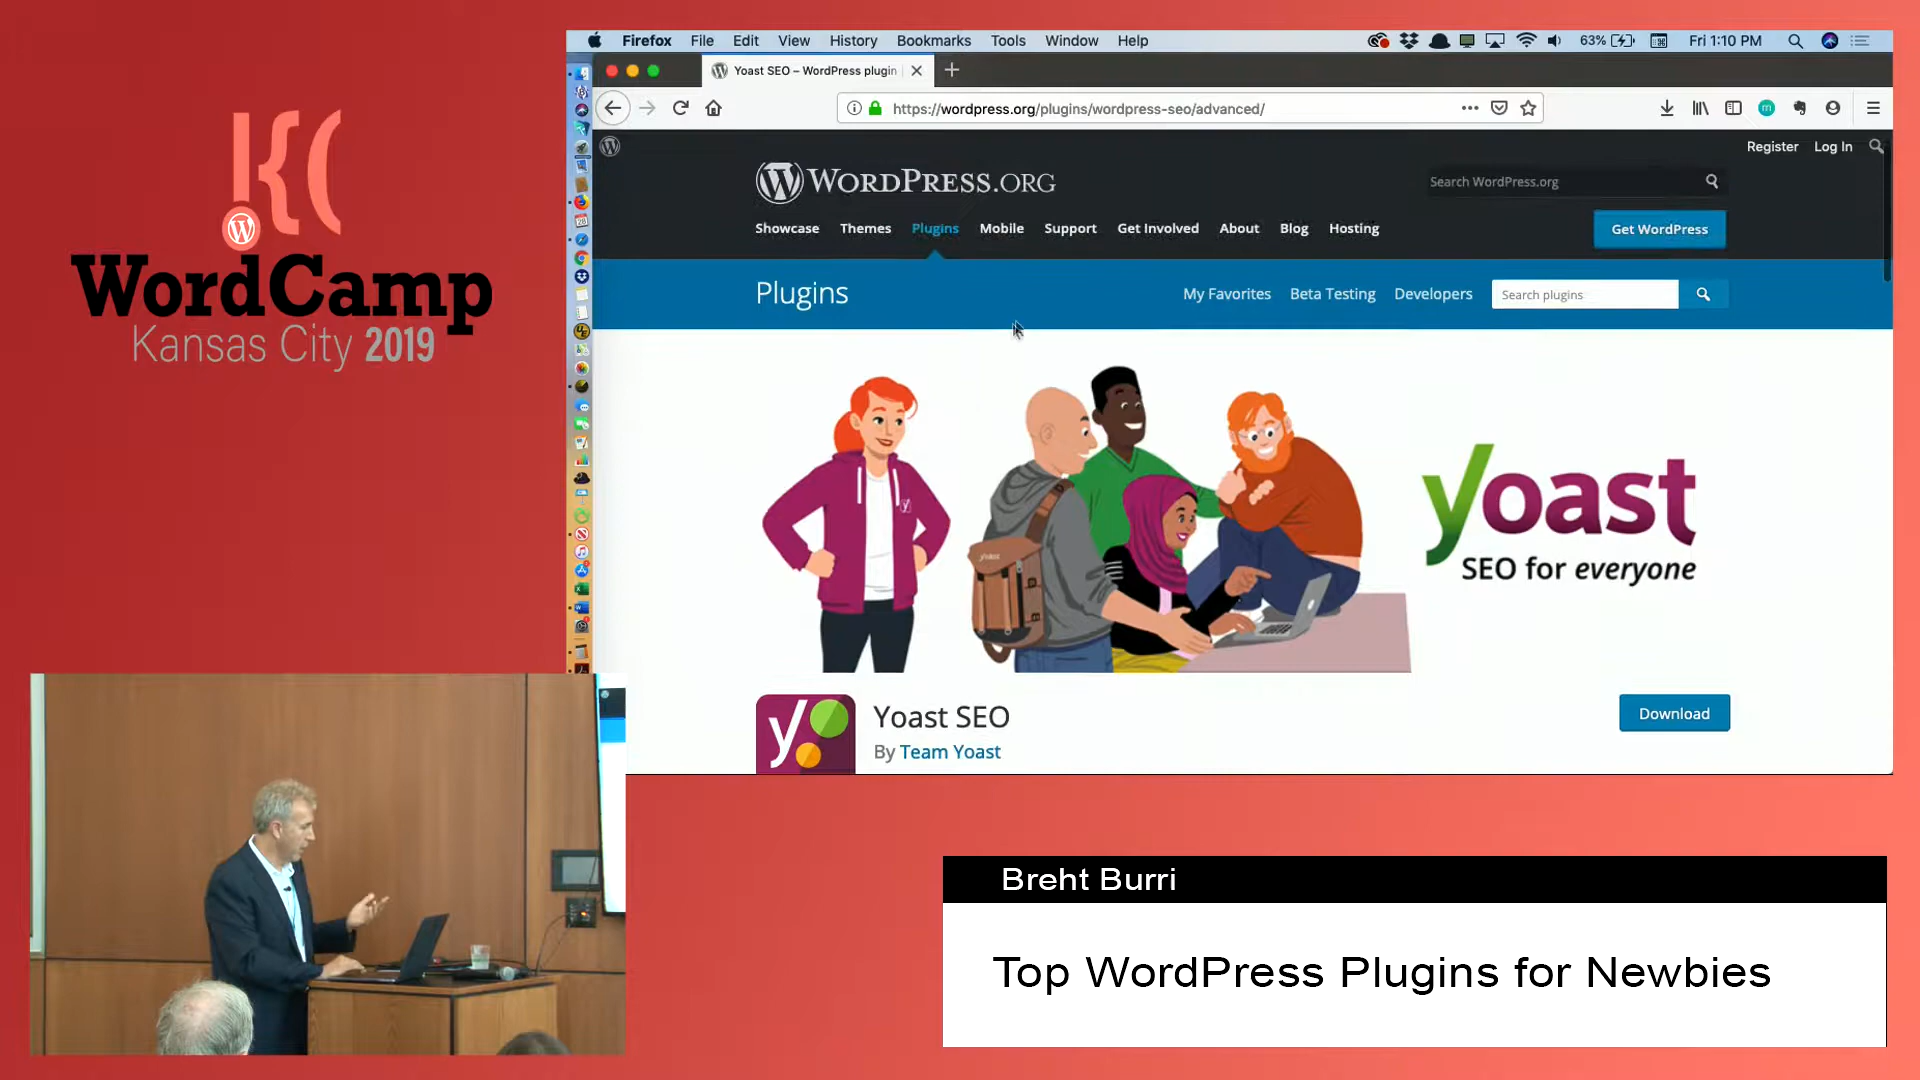 K(
WordCamp
Kansas City 2019
Firefox File Edit View History Bookmarks Tools Window Help 63% Fri 1:10 PM
Yoast SEO – WordPress plugin
https://wordpress.org/plugins/wordpress-seo/advanced/
Register Log In
WORDPRESS.ORG
Search WordPress.org
Showcase Themes Plugins Mobile Support Get Involved About Blog Hosting
Get WordPress
Plugins
My Favorites Beta Testing Developers Search plugins
yoast
yoast
SEO for everyone
Yoast SEO
Download
By Team Yoast
Breht Burri
Top WordPress Plugins for Newbies